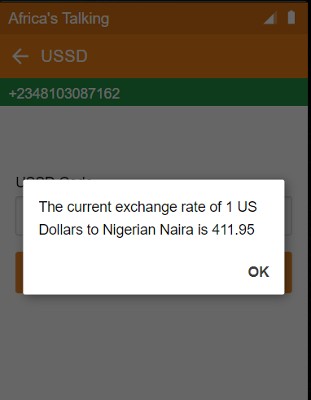 Africa's Talking
USSD
+2348103087162
USSD Code
The current exchange rate of 1 US
Dollars to Nigerian Naira is 411.95
OK